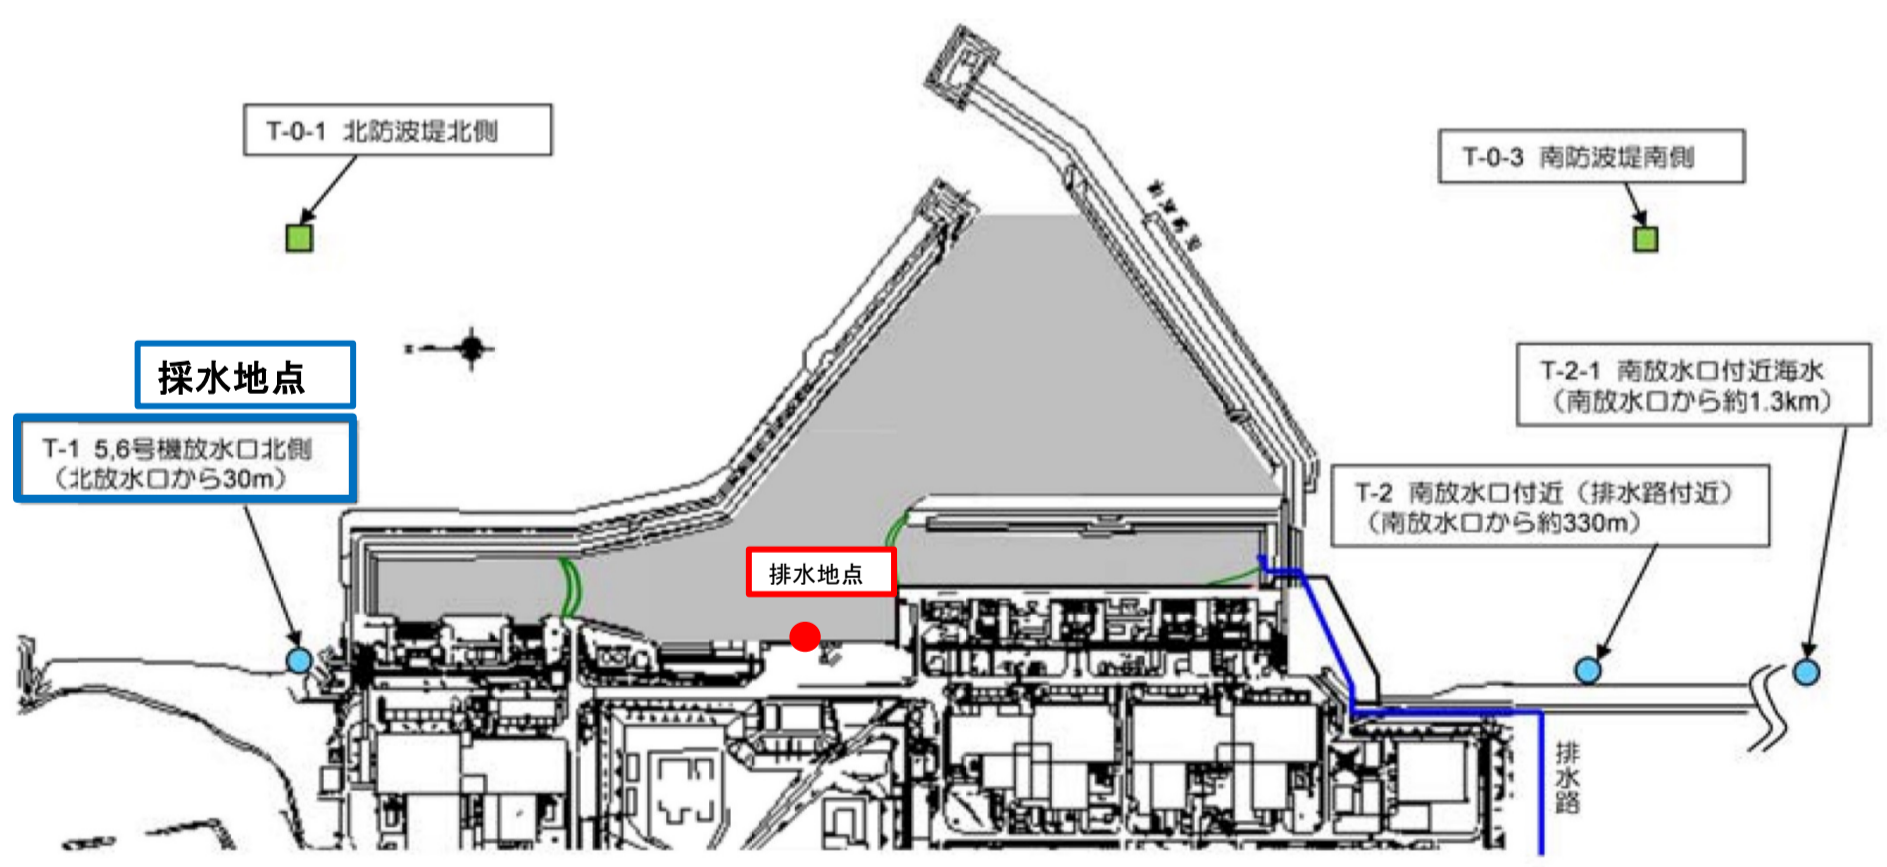 T-0-1 北防波堤北側
T-0-3 南防波堤南側
採水地点
T-1 5,6号機放水口北側
（北放水口から30m）
T-2-1 南放水口付近海水
（南放水口から約1.3km）
T-2 南放水口付近（排水路付近）
（南放水口から約330m）
排水地点
排水路